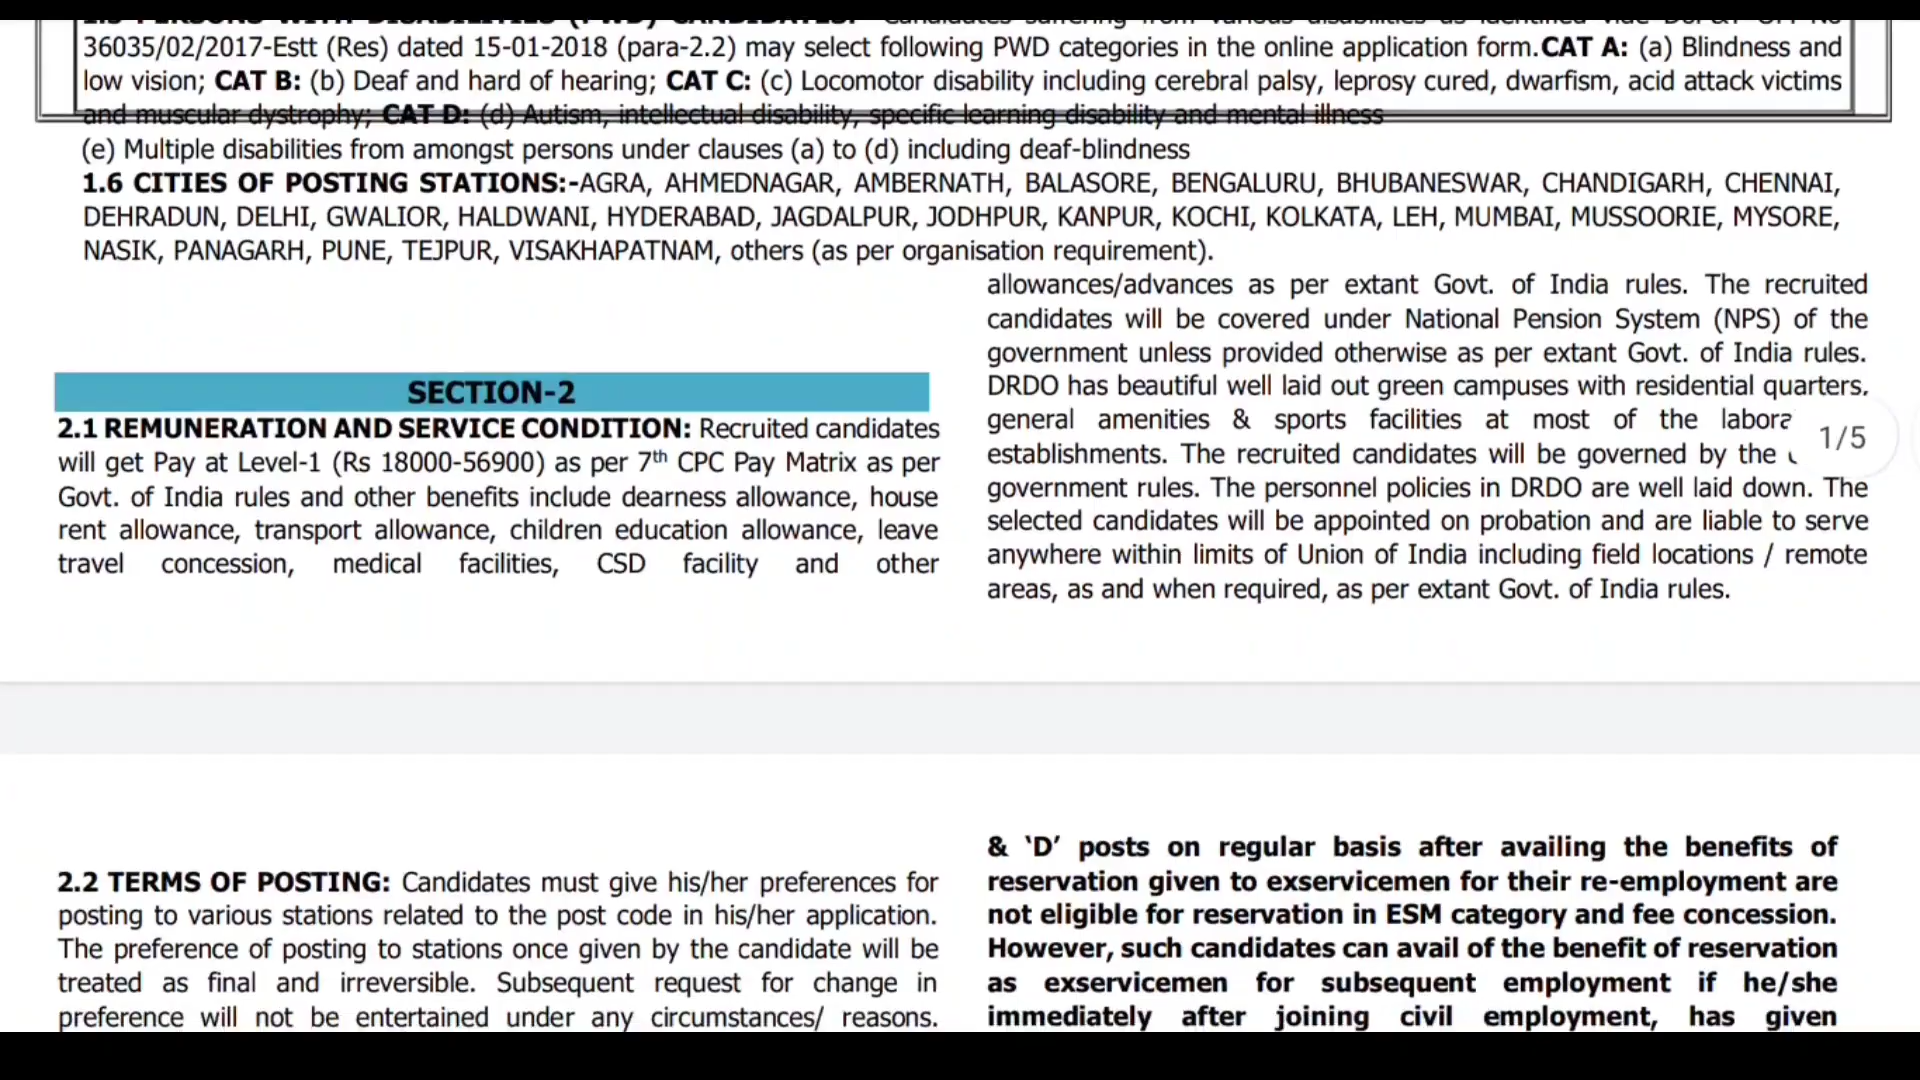 1.5 PERSONS WITH DISABILITIES (PWD) CANDIDATES:- Candidates suffering from various disabilities as identified vide DoP&T OM No
36035/02/2017-Estt (Res) dated 15-01-2018 (para-2.2) may select following PWD categories in the online application form.CAT A: (a) Blindness and
low vision; CAT B: (b) Deaf and hard of hearing; CAT C: (c) Locomotor disability including cerebral palsy, leprosy cured, dwarfism, acid attack victims
and muscular dystrophy; CAT D: (d) Autism, intellectual disability, specific learning disability and mental illness
(e) Multiple disabilities from amongst persons under clauses (a) to (d) including deaf-blindness
1.6 CITIES OF POSTING STATIONS:-AGRA, AHMEDNAGAR, AMBERNATH, BALASORE, BENGALURU, BHUBANESWAR, CHANDIGARH, CHENNAI,
DEHRADUN, DELHI, GWALIOR, HALDWANI, HYDERABAD, JAGDALPUR, JODHPUR, KANPUR, KOCHI, KOLKATA, LEH, MUMBAI, MUSSOORIE, MYSORE,
NASIK, PANAGARH, PUNE, TEJPUR, VISAKHAPATNAM, others (as per organisation requirement).
SECTION-2
2.1 REMUNERATION AND SERVICE CONDITION: Recruited candidates
will get Pay at Level-1 (Rs 18000-56900) as per 7th CPC Pay Matrix as per
Govt. of India rules and other benefits include dearness allowance, house
rent allowance, transport allowance, children education allowance, leave
travel concession, medical facilities, CSD facility and other
allowances/advances as per extant Govt. of India rules. The recruited
candidates will be covered under National Pension System (NPS) of the
government unless provided otherwise as per extant Govt. of India rules.
DRDO has beautiful well laid out green campuses with residential quarters,
general amenities & sports facilities at most of the labora
establishments. The recruited candidates will be governed by the
government rules. The personnel policies in DRDO are well laid down. The
selected candidates will be appointed on probation and are liable to serve
anywhere within limits of Union of India including field locations / remote
areas, as and when required, as per extant Govt. of India rules.
1/5
2.2 TERMS OF POSTING: Candidates must give his/her preferences for
posting to various stations related to the post code in his/her application.
The preference of posting to stations once given by the candidate will be
treated as final and irreversible. Subsequent request for change in
preference will not be entertained under any circumstances/ reasons.
& 'D' posts on regular basis after availing the benefits of
reservation given to exservicemen for their re-employment are
not eligible for reservation in ESM category and fee concession.
However, such candidates can avail of the benefit of reservation
as exservicemen for subsequent employment if he/she
immediately after joining civil employment, has given